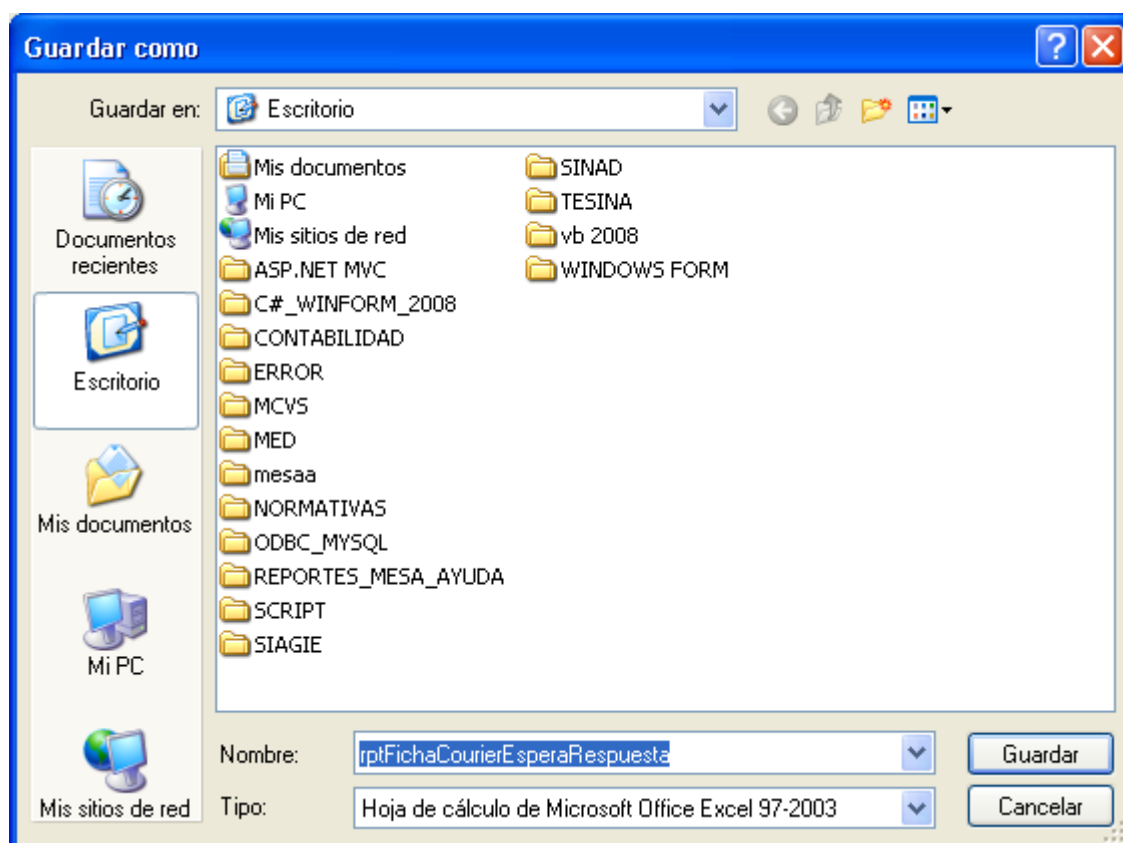 Guardar como
Guardar en:
Escritorio
Documentos
recientes
Escritorio
Mis documentos
Mi PC
Mis sitios de red
Mis documentos
Mi PC
Mis sitios de red
ASP.NET MVC
C#_WINFORM_2008
CONTABILIDAD
ERROR
MCVS
MED
mesaa
NORMATIVAS
ODBC_MYSQL
REPORTES_MESA_AYUDA
SCRIPT
SIAGIE
SINAD
TESINA
vb 2008
WINDOWS FORM
Nombre:
rptFichaCourierEsperaRespuesta
Guardar
Tipo:
Hoja de cálculo de Microsoft Office Excel 97-2003
Cancelar